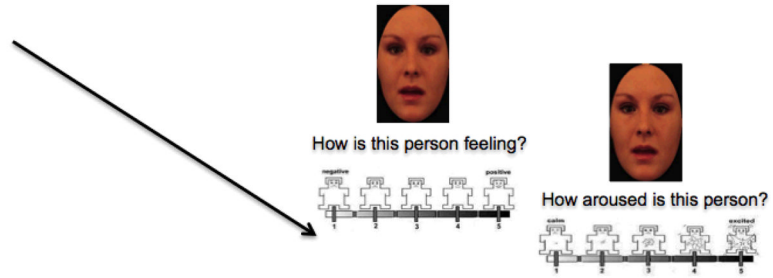 How is this person feeling?
negative positive
1 2 3 4 5
How aroused is this person?
calm excited
1 2 3 4 5